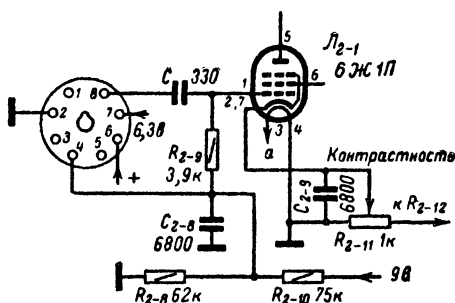 5
Л2-1
6Ж1П
C 330
1 8
2 7
3 6
4 5
6,3в
+
1
2,7
6
3 4
а
R2-9
3,9к
Контрастность
C2-9
6800
к R2-12
C2-8
6800
R2-11 1к
R2-8 62к
R2-10 75к
9в